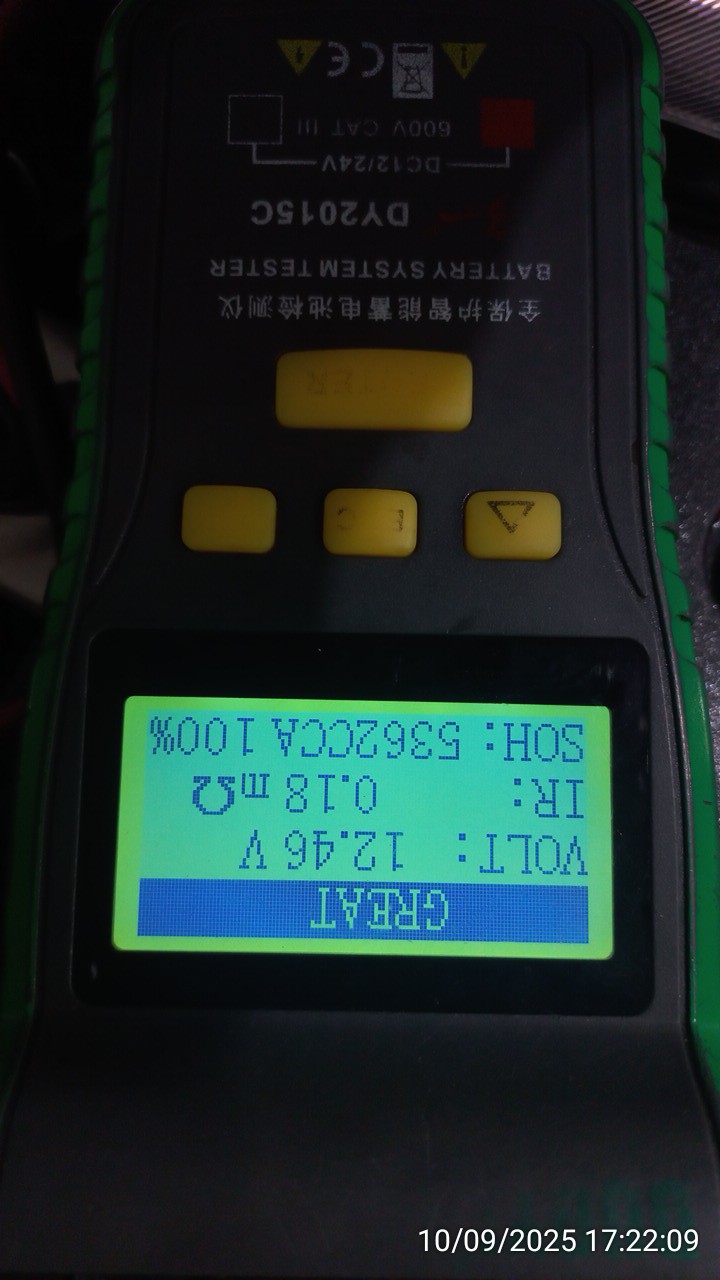 GREAT
VOLT: 12.46 V
IR: 0.18 mΩ
SOH: 5362CCA 100%
全保护智能蓄电池检测仪
BATTERY SYSTEM TESTER
DY2015C
DC12/24V
600V CAT III
CE
10/09/2025 17:22:09